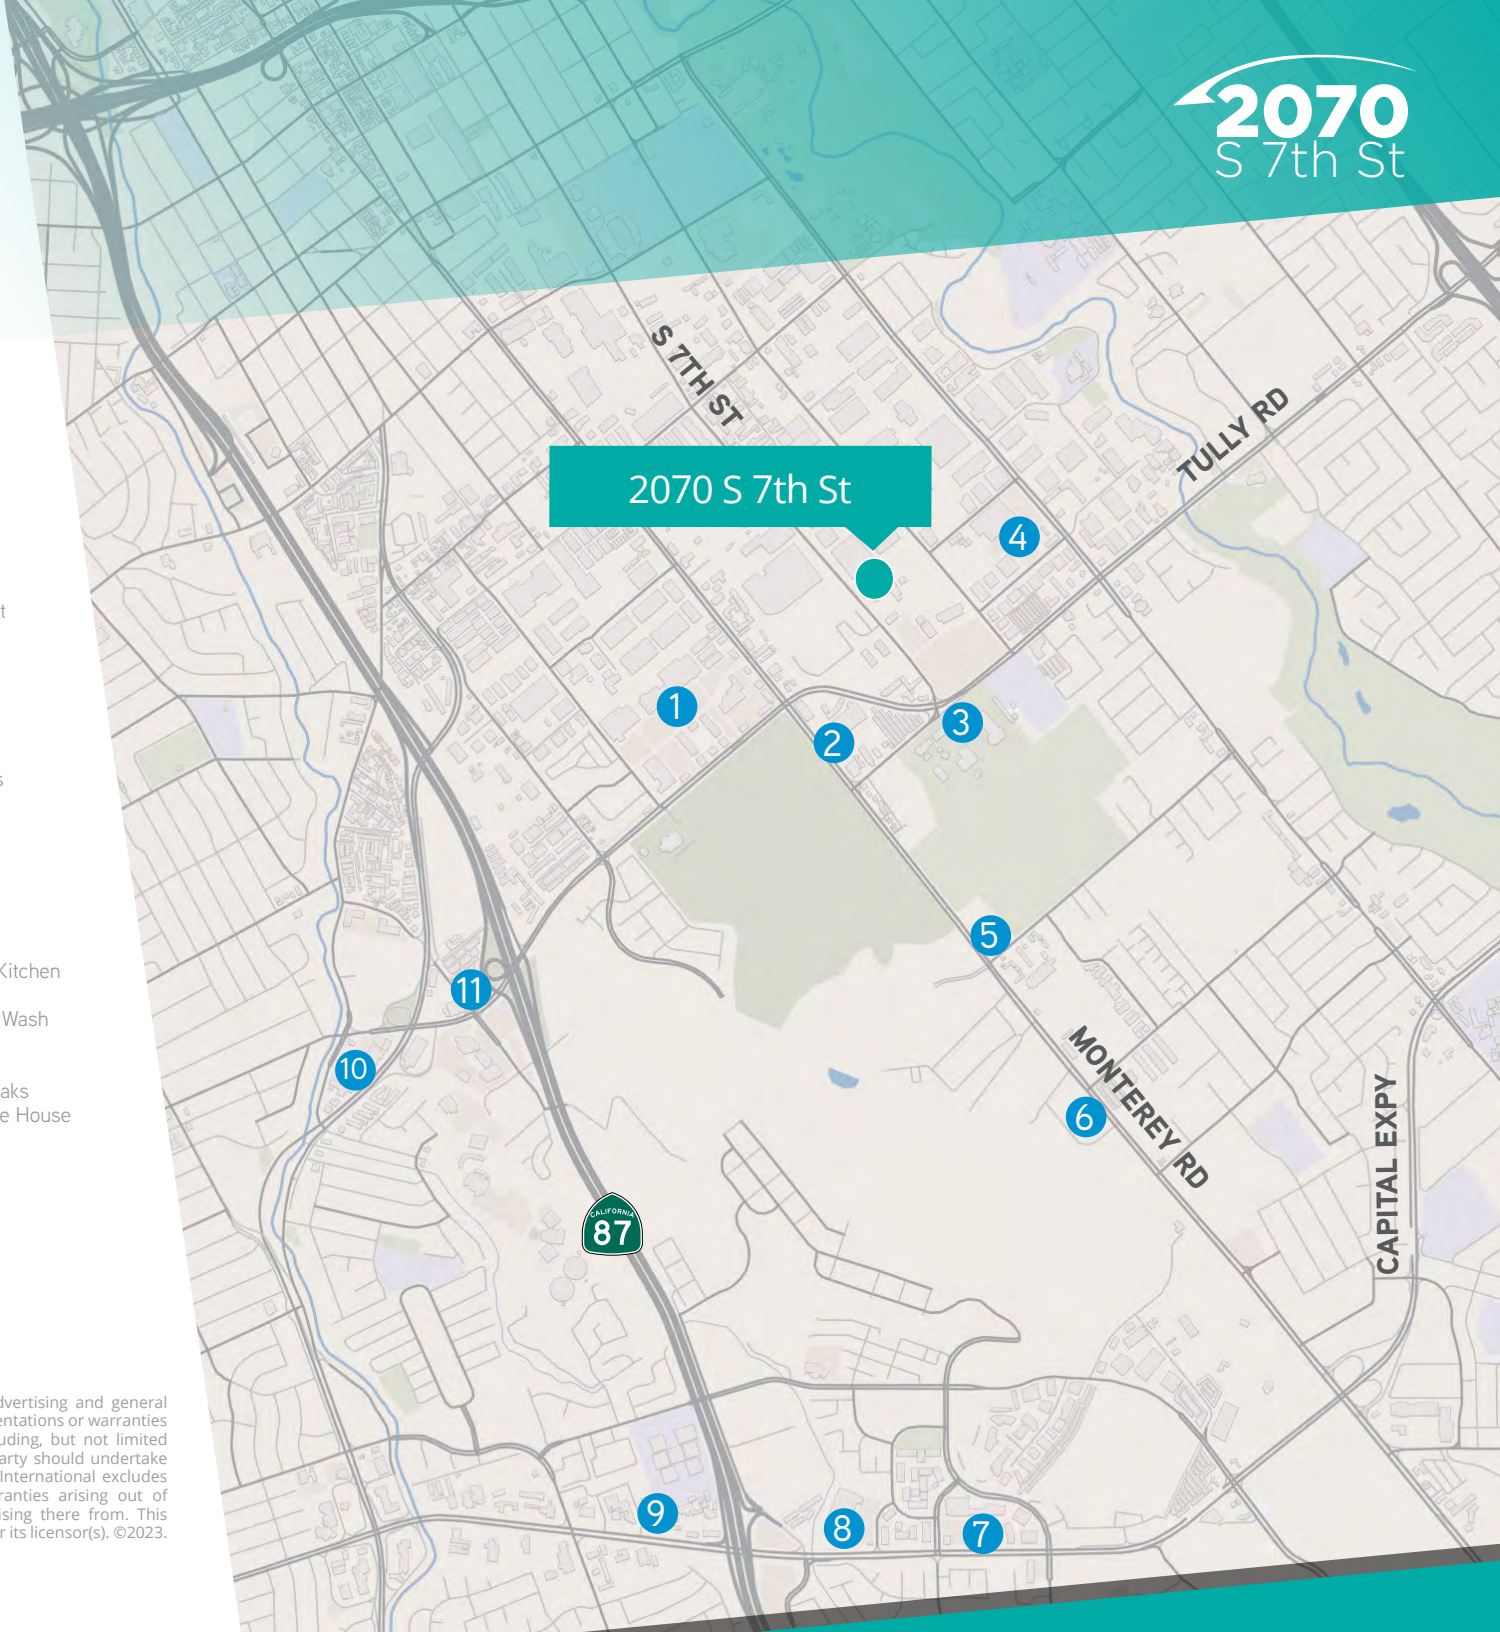 2070
S 7th St
S 7TH ST
TULLY RD
2070 S 7th St
4
1
2
3
5
11
10
6
MONTEREY RD
CAPITAL EXPY
CALIFORNIA
87
9
8
7
t
s
Kitchen
Wash
aks
e House
dvertising and general
entations or warranties
uding, but not limited
arty should undertake
International excludes
ranties arising out of
ising there from. This
r its licensor(s). ©2023.